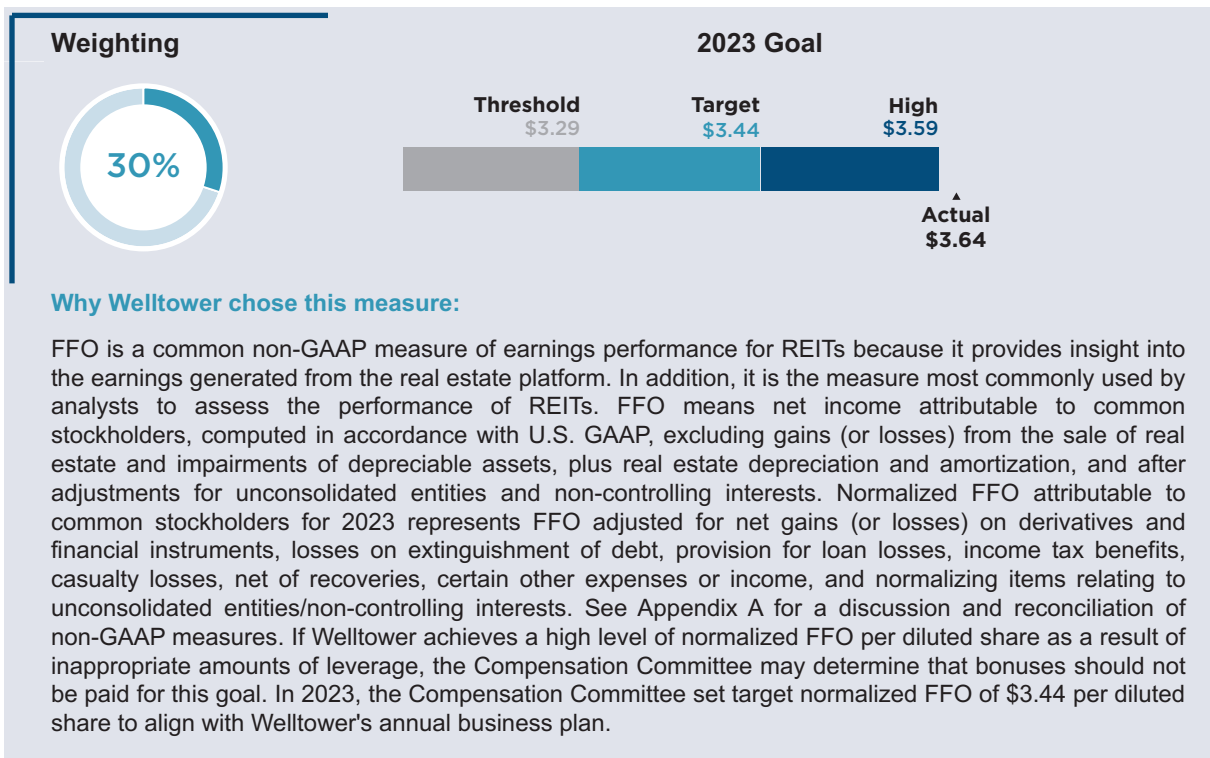 Weighting
2023 Goal
30%
Threshold
$3.29
Target
$3.44
High
$3.59
Actual
$3.64
Why Welltower chose this measure:
FFO is a common non-GAAP measure of earnings performance for REITs because it provides insight into
the earnings generated from the real estate platform. In addition, it is the measure most commonly used by
analysts to assess the performance of REITs. FFO means net income attributable to common
stockholders, computed in accordance with U.S. GAAP, excluding gains (or losses) from the sale of real
estate and impairments of depreciable assets, plus real estate depreciation and amortization, and after
adjustments for unconsolidated entities and non-controlling interests. Normalized FFO attributable to
common stockholders for 2023 represents FFO adjusted for net gains (or losses) on derivatives and
financial instruments, losses on extinguishment of debt, provision for loan losses, income tax benefits,
casualty losses, net of recoveries, certain other expenses or income, and normalizing items relating to
unconsolidated entities/non-controlling interests. See Appendix A for a discussion and reconciliation of
non-GAAP measures. If Welltower achieves a high level of normalized FFO per diluted share as a result of
inappropriate amounts of leverage, the Compensation Committee may determine that bonuses should not
be paid for this goal. In 2023, the Compensation Committee set target normalized FFO of $3.44 per diluted
share to align with Welltower's annual business plan.